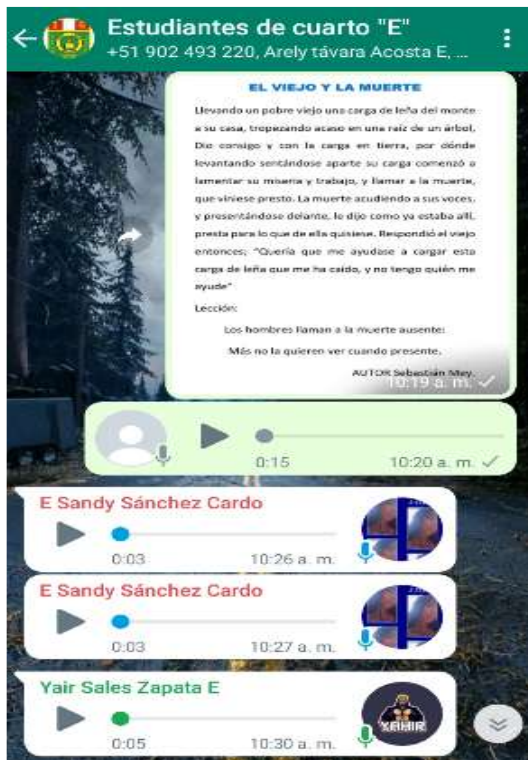 Estudiantes de cuarto "E"
+51 902 493 220, Arely távara Acosta E, ...
EL VIEJO Y LA MUERTE
Llevando un pobre viejo una carga de leña del monte
a su casa, tropezando acaso en una raíz de un árbol,
Dio consigo y con la carga en tierra, por dónde
levantando sentándose aparte su carga comenzó a
lamentar su miseria y trabajo, y llamar a la muerte,
que viniese presto. La muerte acudiendo a sus voces,
y presentándose delante, le dijo como ya estaba allí,
presta para lo que de ella quisiese. Respondió el viejo
entonces; "Quería que me ayudase a cargar esta
carga de leña que me ha caído, y no tengo quién me
ayude"
Lección:
Los hombres llaman a la muerte ausente:
Más no la quieren ver cuando presente.
AUTOR Sebastián Mey.
10:19 a. m.
0:15 10:20 a. m.
E Sandy Sánchez Cardo
0:03 10:26 a. m.
E Sandy Sánchez Cardo
0:03 10:27 a. m.
Yair Sales Zapata E
YEIHIR
0:05 10:30 a. m.